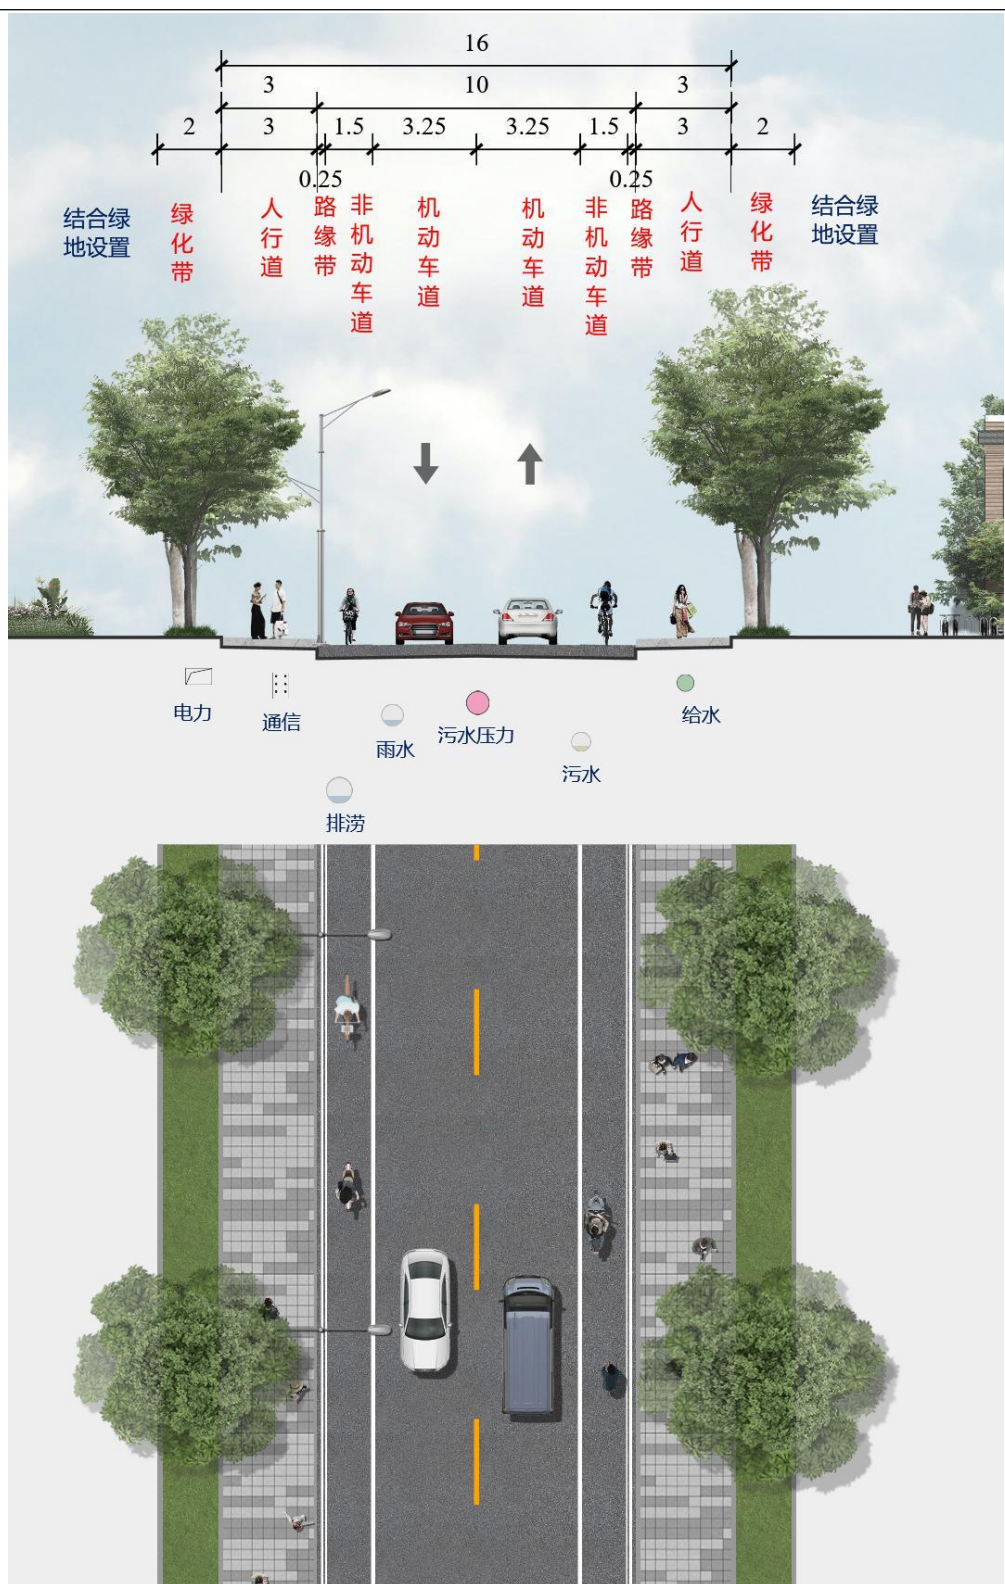 16
3 10 3
2 3 1.5 3.25 3.25 1.5 3 2
0.25 0.25
结合绿
地设置
绿化带
人行道
路缘带
非机动车道
机动车道
机动车道
非机动车道
路缘带
人行道
绿化带
结合绿
地设置
电力
通信
雨水
污水压力
污水
给水
排涝